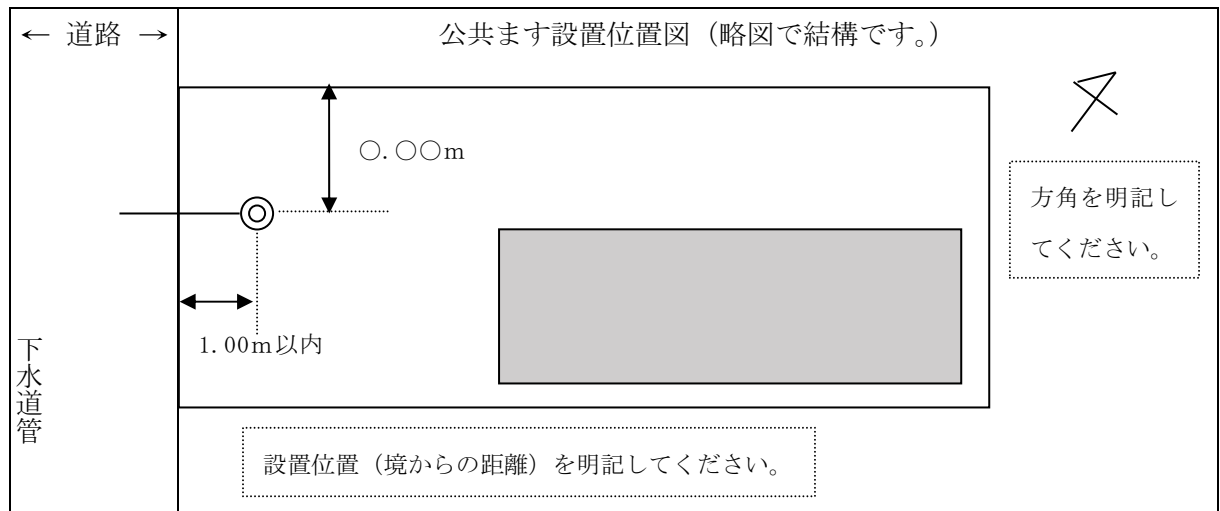 ← 道路 →
公共ます設置位置図（略図で結構です。）
○.○○m
方角を明記し
てください。
1.00m以内
下水道管
設置位置（境からの距離）を明記してください。